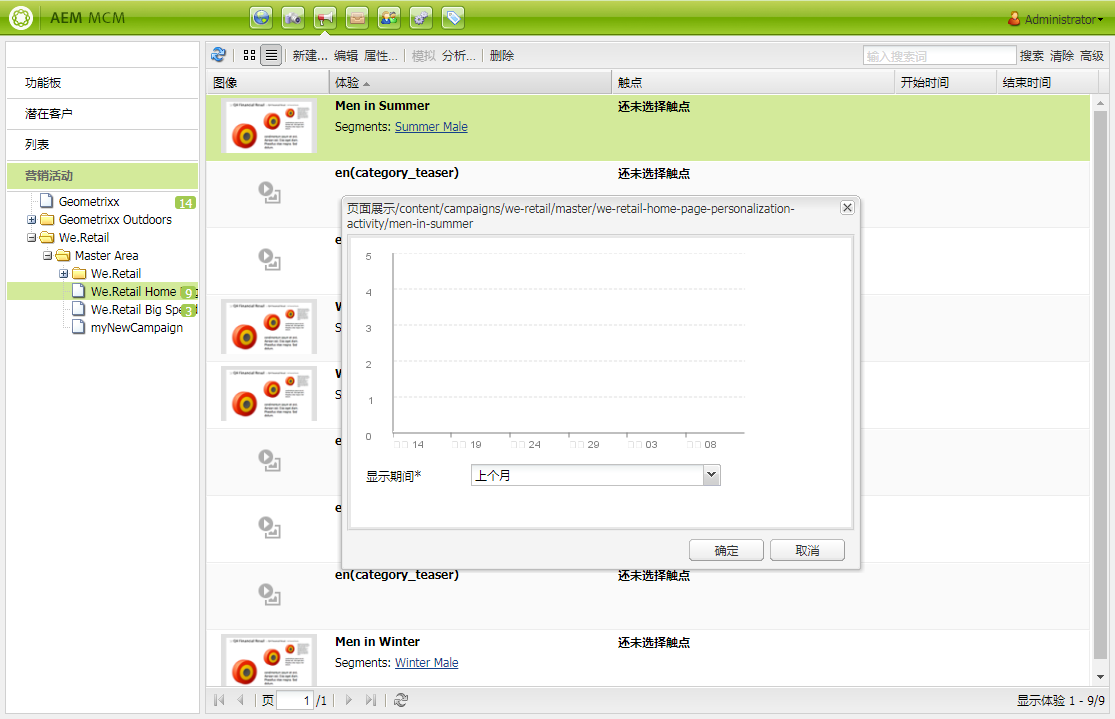 AEM MCM
Administrator
功能板
潜在客户
列表
营销活动
Geometrixx 14
Geometrixx Outdoors
We.Retail
Master Area
We.Retail
We.Retail Home 9
We.Retail Big Spe 3
myNewCampaign
新建... 编辑 属性... 模拟 分析... 删除
输入搜索词 搜索 清除 高级
图像 体验 触点 开始时间 结束时间
Men in Summer 还未选择触点
Segments: Summer Male
en(category_teaser) 还未选择触点
页面展示/content/campaigns/we-retail/master/we-retail-home-page-personalization-
activity/men-in-summer
5
4
3
2
1
0
14 19 24 29 03 08
显示期间* 上个月
确定 取消
en(category_teaser) 还未选择触点
Men in Winter 还未选择触点
Segments: Winter Male
页 1 /1
显示体验 1 - 9/9